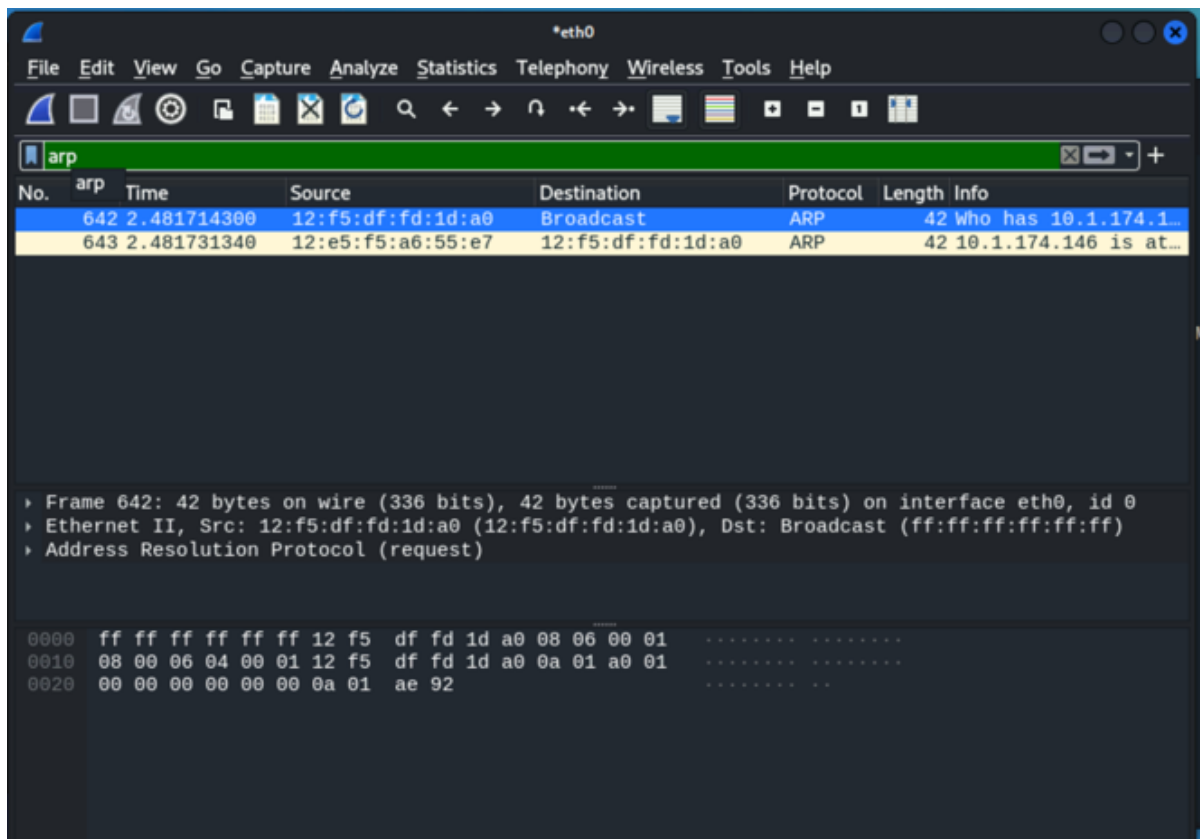 *eth0
File Edit View Go Capture Analyze Statistics Telephony Wireless Tools Help
arp
No. arp Time Source Destination Protocol Length Info
642 2.481714300 12:f5:df:fd:1d:a0 Broadcast ARP 42 Who has 10.1.174.1…
643 2.481731340 12:e5:f5:a6:55:e7 12:f5:df:fd:1d:a0 ARP 42 10.1.174.146 is at…
Frame 642: 42 bytes on wire (336 bits), 42 bytes captured (336 bits) on interface eth0, id 0
Ethernet II, Src: 12:f5:df:fd:1d:a0 (12:f5:df:fd:1d:a0), Dst: Broadcast (ff:ff:ff:ff:ff:ff)
Address Resolution Protocol (request)
0000 ff ff ff ff ff ff 12 f5 df fd 1d a0 08 06 00 01 ········ ········
0010 08 00 06 04 00 01 12 f5 df fd 1d a0 0a 01 a0 01 ········ ········
0020 00 00 00 00 00 00 0a 01 ae 92 ········ ··